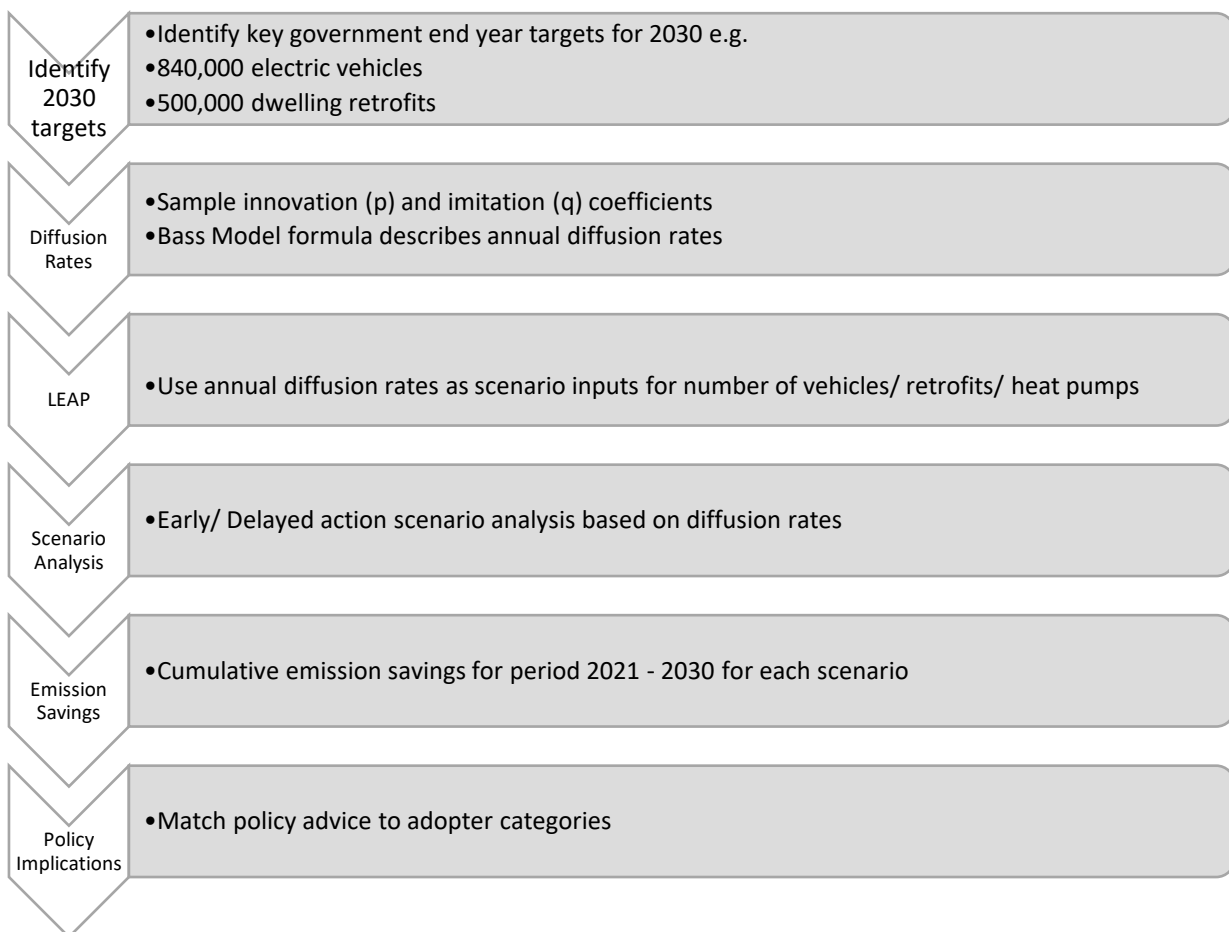 Identify
2030
targets
•Identify key government end year targets for 2030 e.g.
•840,000 electric vehicles
•500,000 dwelling retrofits
Diffusion
Rates
•Sample innovation (p) and imitation (q) coefficients
•Bass Model formula describes annual diffusion rates
LEAP
•Use annual diffusion rates as scenario inputs for number of vehicles/ retrofits/ heat pumps
Scenario
Analysis
•Early/ Delayed action scenario analysis based on diffusion rates
Emission
Savings
•Cumulative emission savings for period 2021 - 2030 for each scenario
Policy
Implications
•Match policy advice to adopter categories